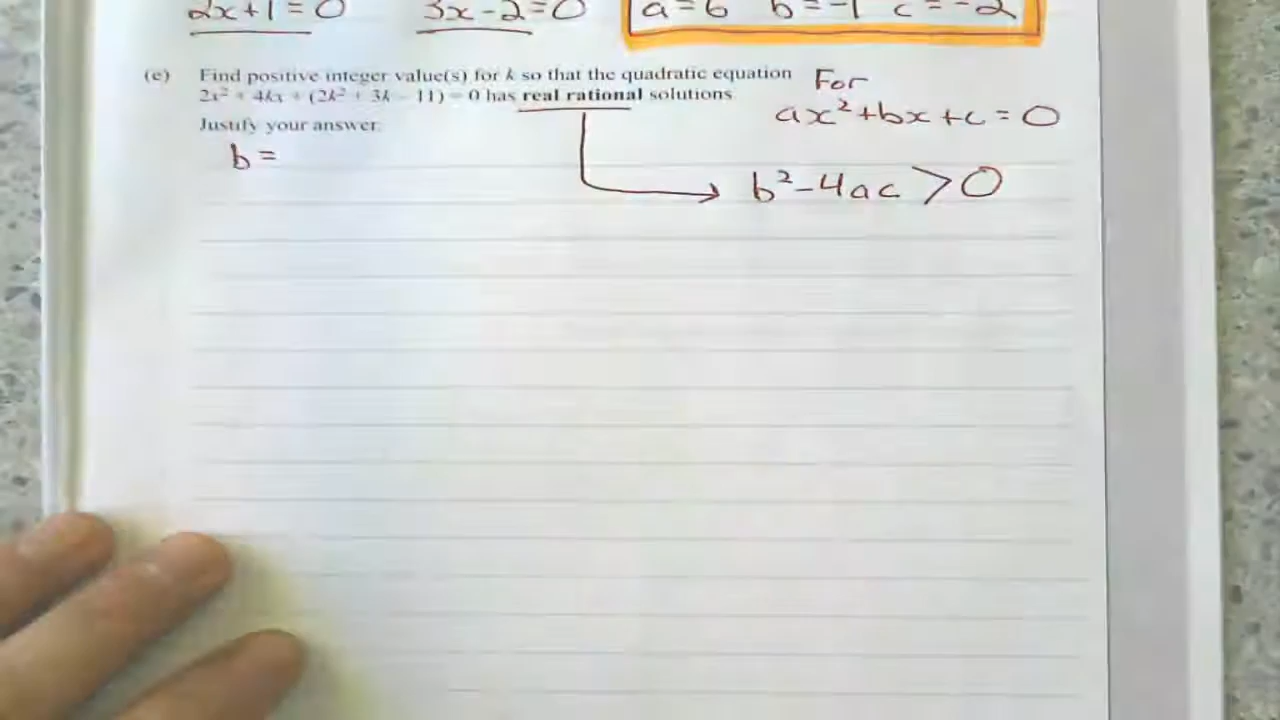 2x+1=0 3x-2=0 a=6 b=-1 c=-2
(e) Find positive integer value(s) for k so that the quadratic equation
2x² + 4kx + (2k² + 3k - 11) = 0 has real rational solutions.
Justify your answer.
For
ax²+bx+c=0
b=
b²-4ac>0